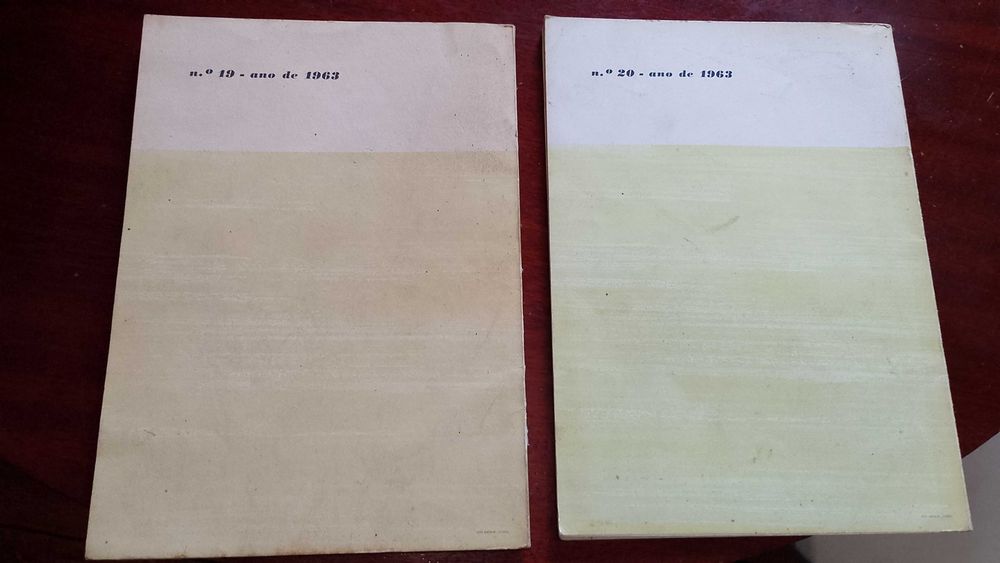 n.º 19 - ano de 1963
n.º 20 - ano de 1963